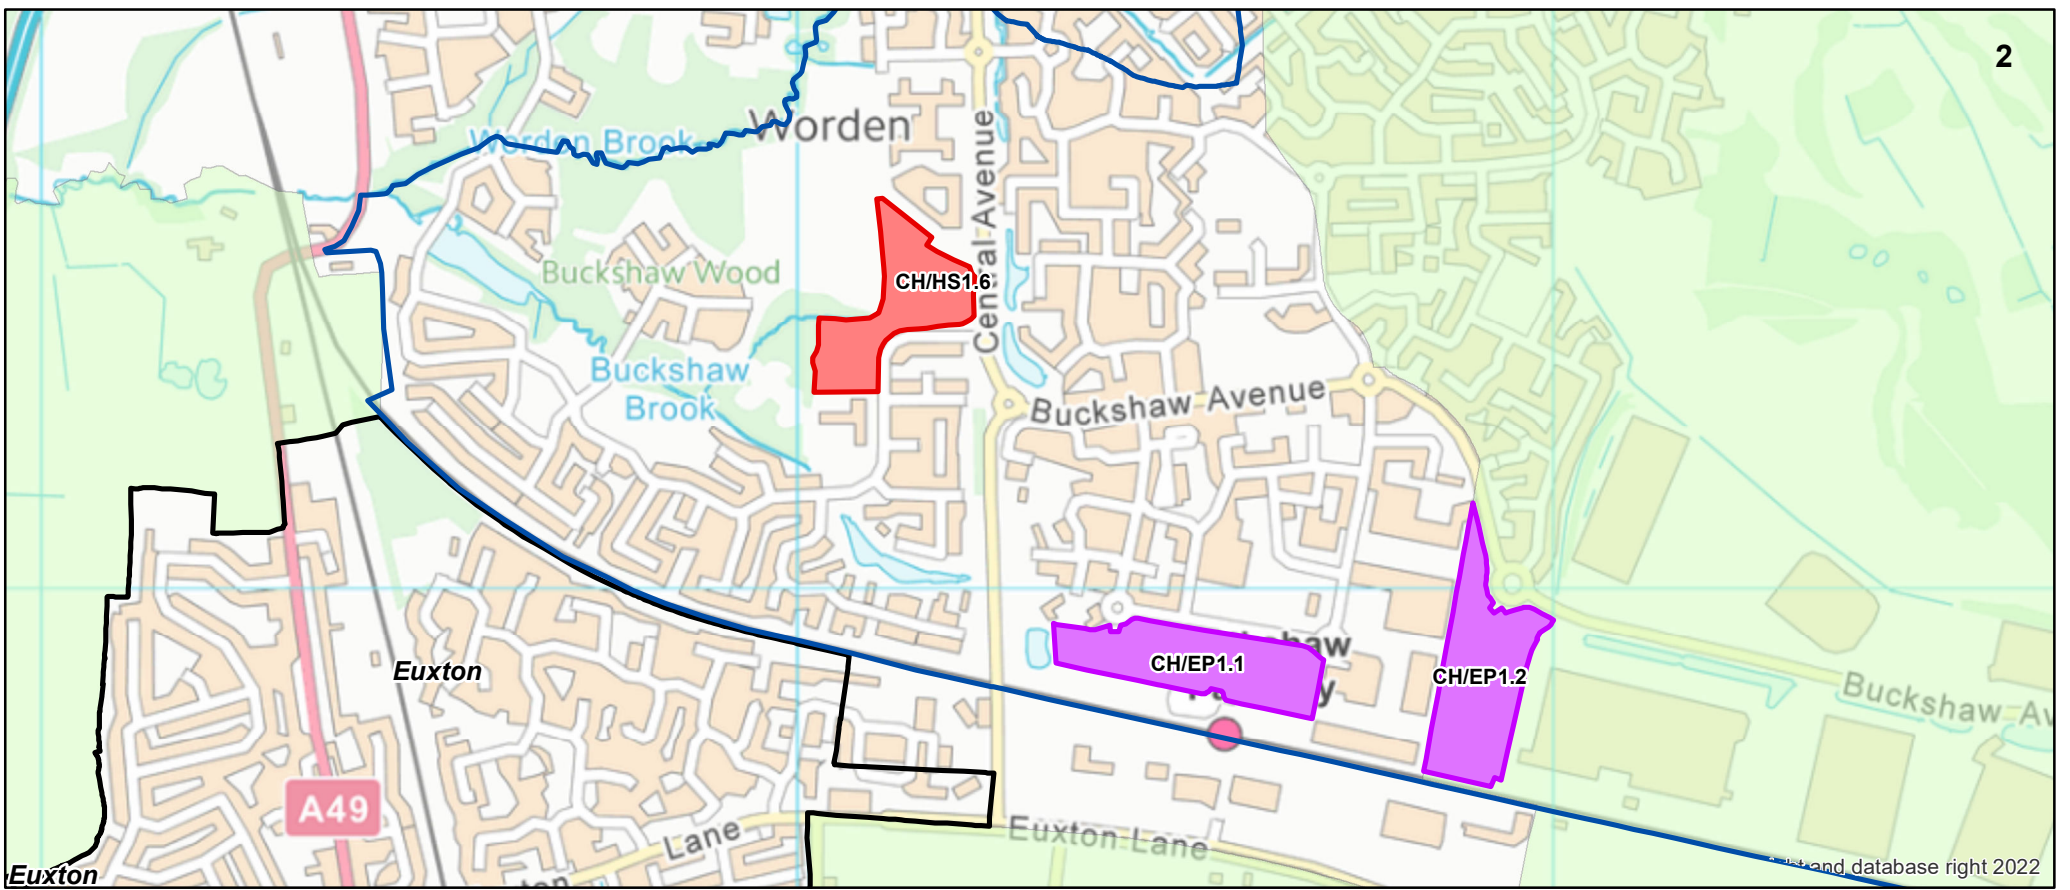 2
Worden
Worden Brook
Central Avenue
Buckshaw Wood
CH/HS1.6
Buckshaw
Brook
Buckshaw Avenue
Euxton
CH/EP1.1
CH/EP1.2
Buckshaw Av
A49
Lane
Euxton Lane
Euxton
and database right 2022